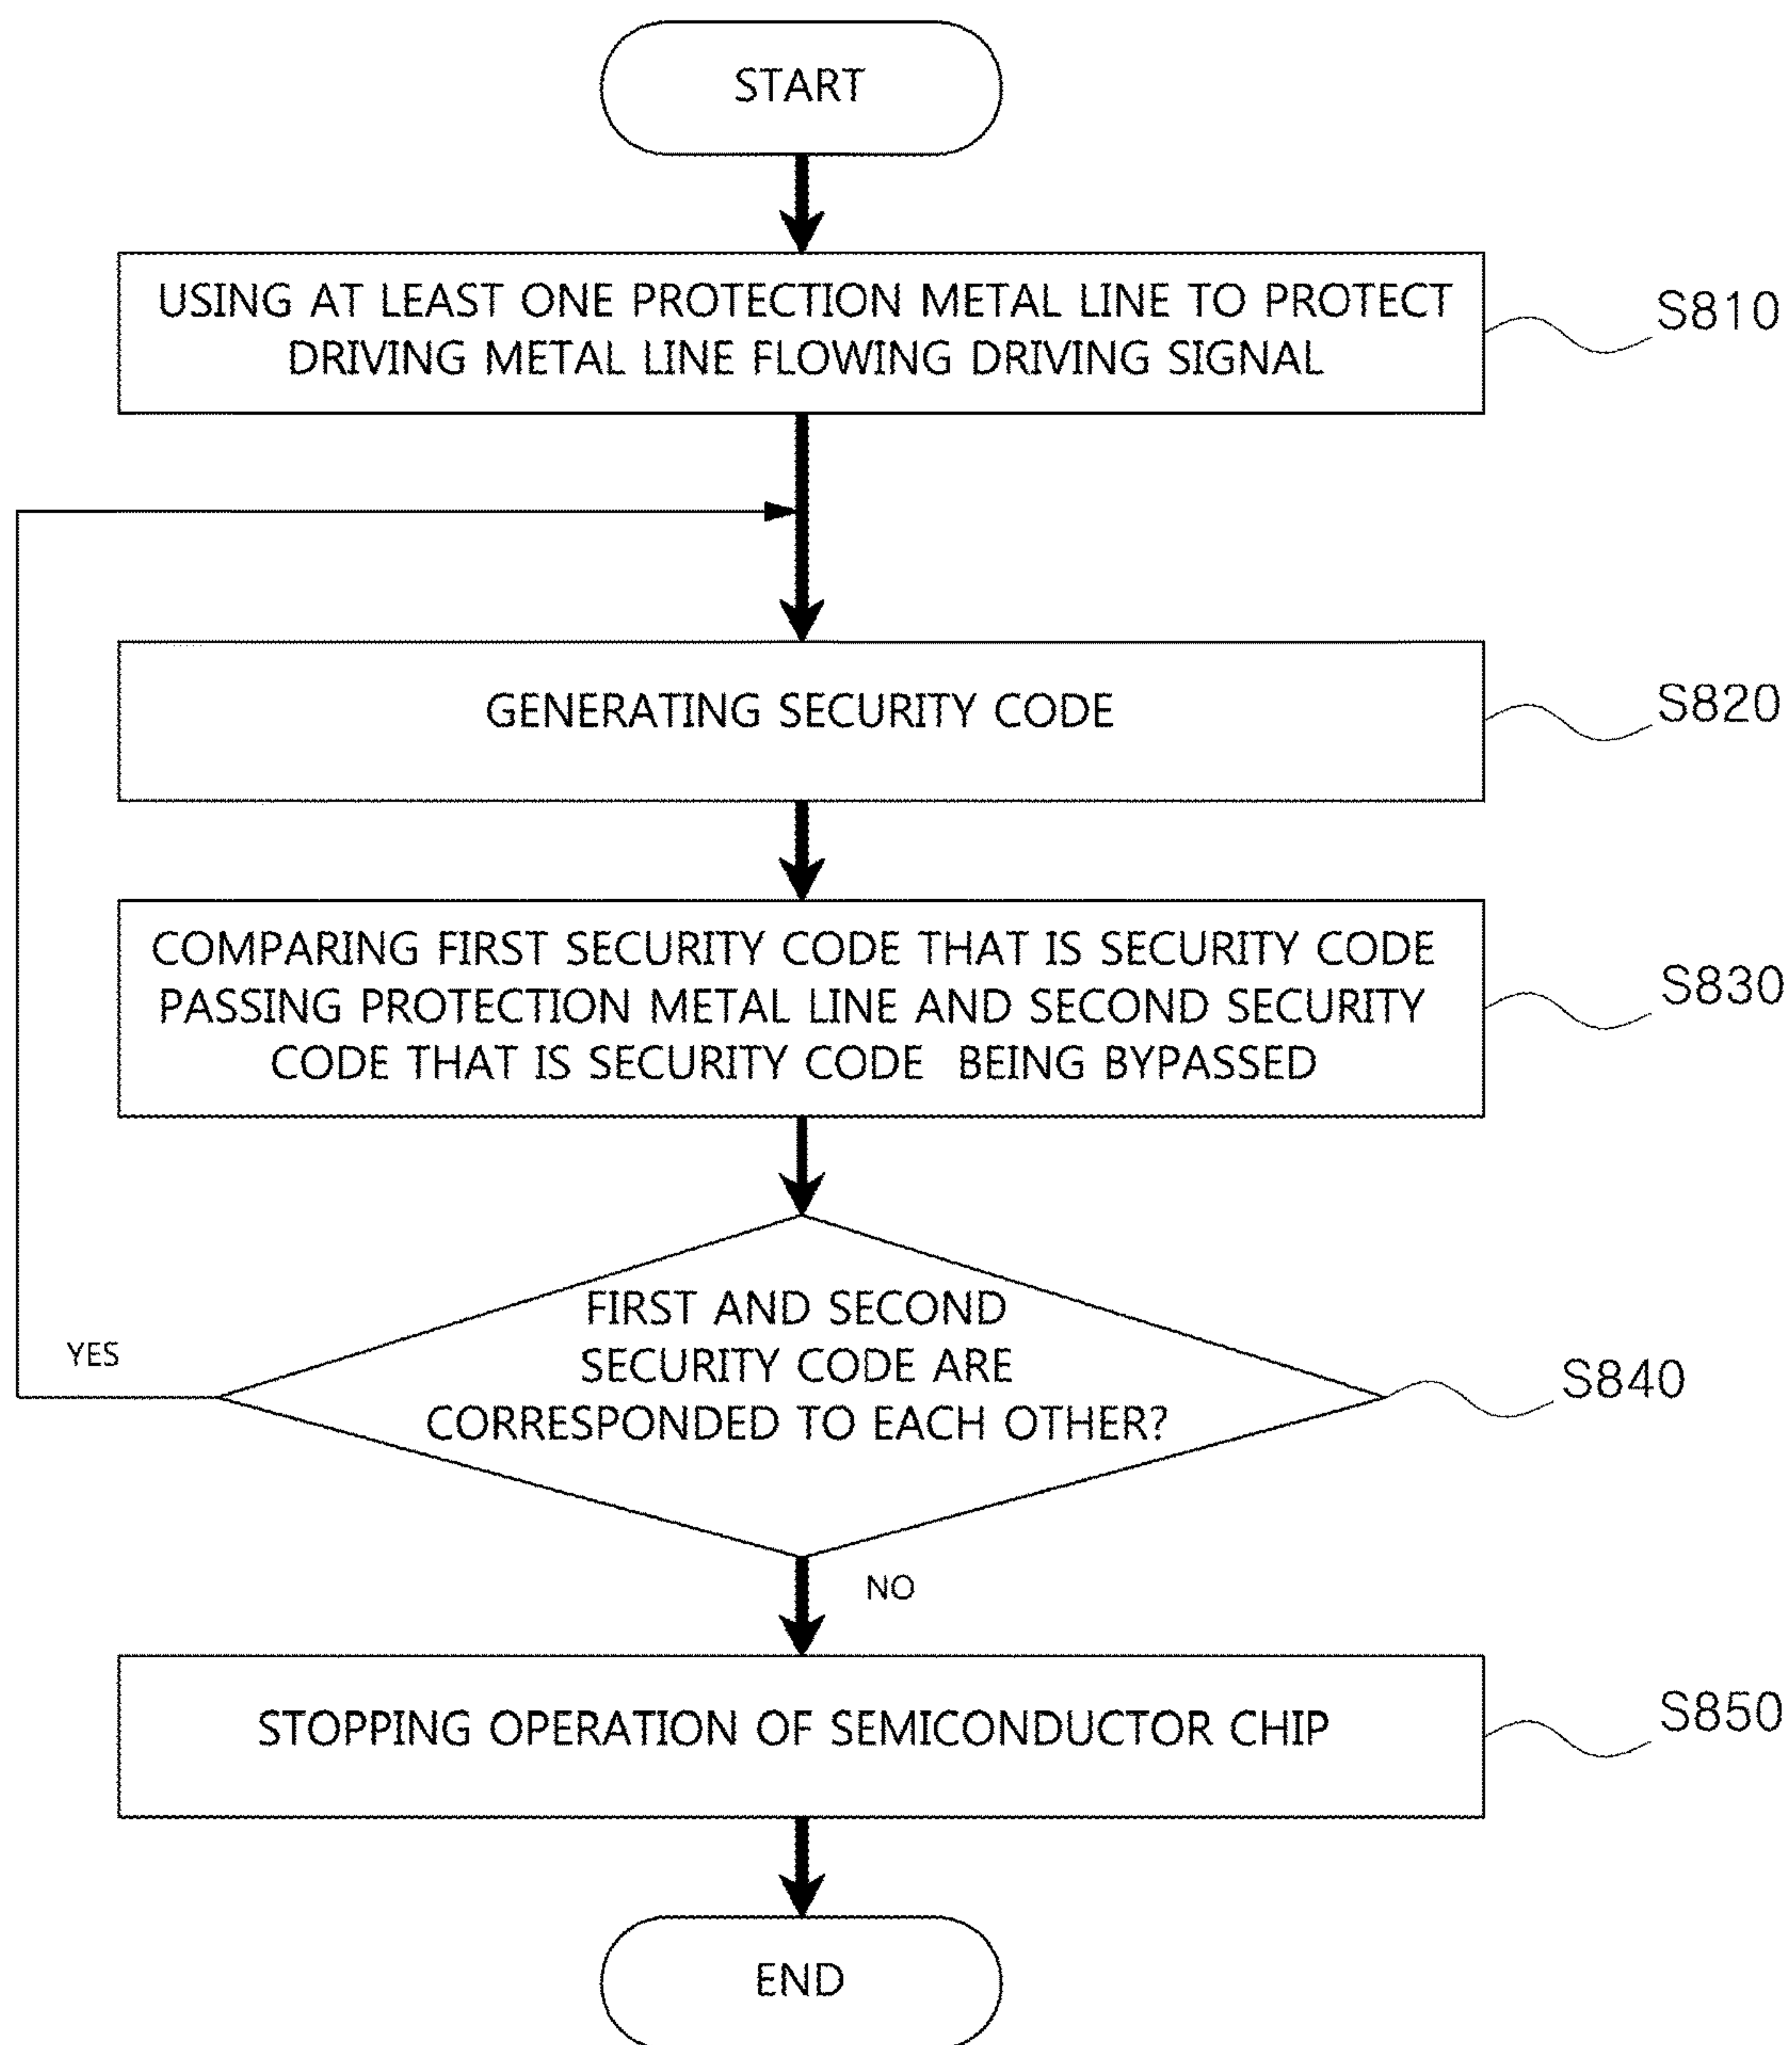 START
USING AT LEAST ONE PROTECTION METAL LINE TO PROTECT
DRIVING METAL LINE FLOWING DRIVING SIGNAL
S810
GENERATING SECURITY CODE
S820
COMPARING FIRST SECURITY CODE THAT IS SECURITY CODE
PASSING PROTECTION METAL LINE AND SECOND SECURITY
CODE THAT IS SECURITY CODE BEING BYPASSED
S830
FIRST AND SECOND
SECURITY CODE ARE
CORRESPONDED TO EACH OTHER?
YES
S840
NO
STOPPING OPERATION OF SEMICONDUCTOR CHIP
S850
END